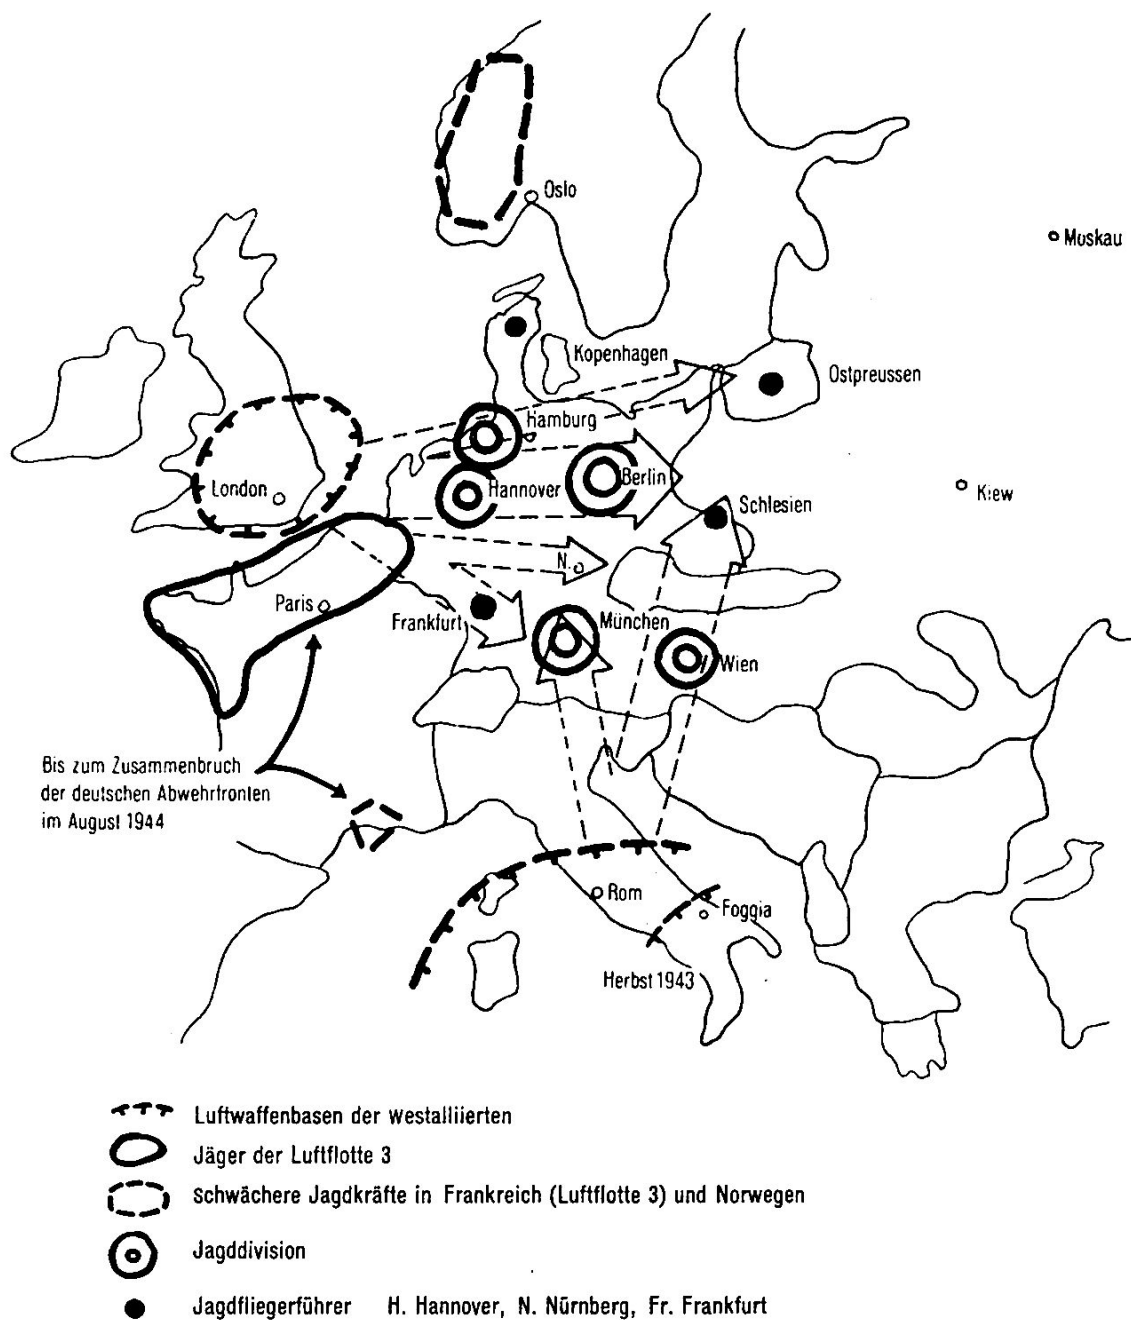 Oslo
Moskau
Kopenhagen
Ostpreussen
Hamburg
Berlin
London
Hannover
Kiew
Schlesien
N.
Paris
Frankfurt
München
Wien
Bis zum Zusammenbruch
der deutschen Abwehrfronten
im August 1944
Rom
Foggia
Herbst 1943
Luftwaffenbasen der Westalliierten
Jäger der Luftflotte 3
Schwächere Jagdkräfte in Frankreich (Luftflotte 3) und Norwegen
Jagddivision
Jagdfliegerführer H. Hannover, N. Nürnberg, Fr. Frankfurt